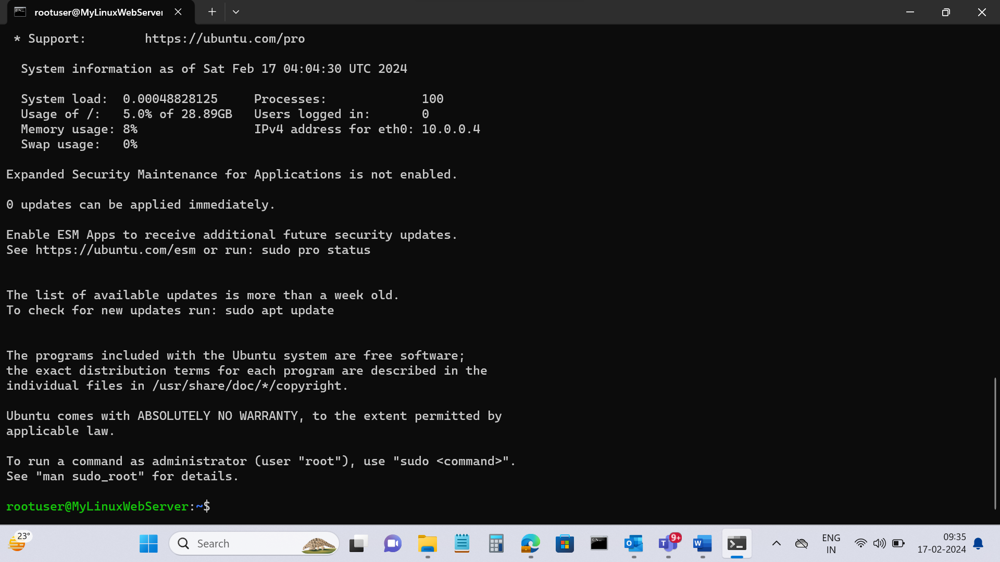 rootuser@MyLinuxWebServer
* Support:        https://ubuntu.com/pro
System information as of Sat Feb 17 04:04:30 UTC 2024
System load:  0.00048828125     Processes:             100
Usage of /:   5.0% of 28.89GB   Users logged in:       0
Memory usage: 8%                IPv4 address for eth0: 10.0.0.4
Swap usage:   0%
Expanded Security Maintenance for Applications is not enabled.
0 updates can be applied immediately.
Enable ESM Apps to receive additional future security updates.
See https://ubuntu.com/esm or run: sudo pro status
The list of available updates is more than a week old.
To check for new updates run: sudo apt update
The programs included with the Ubuntu system are free software;
the exact distribution terms for each program are described in the
individual files in /usr/share/doc/*/copyright.
Ubuntu comes with ABSOLUTELY NO WARRANTY, to the extent permitted by
applicable law.
To run a command as administrator (user "root"), use "sudo <command>".
See "man sudo_root" for details.
rootuser@MyLinuxWebServer:~$
23°
Search
9+
ENG
IN
09:35
17-02-2024